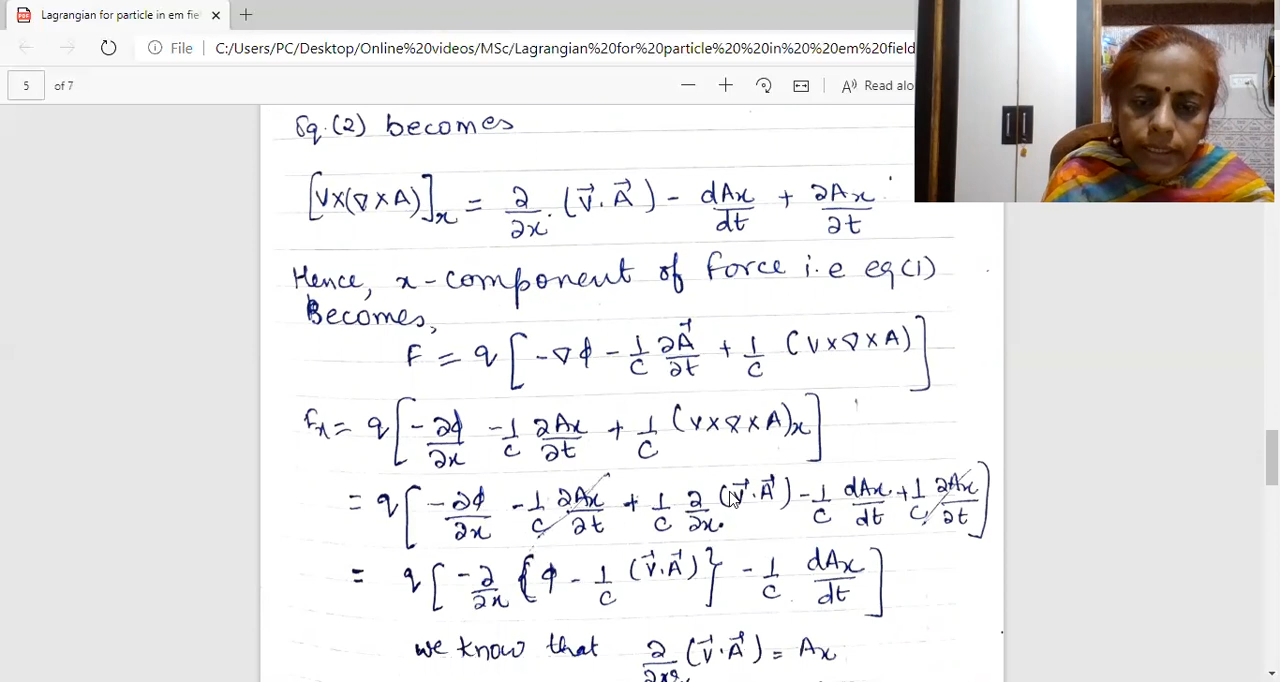 Lagrangian for particle in em fie
File C:/Users/PC/Desktop/Online%20videos/MSc/Lagrangian%20for%20particle%20%20in%20%20em%20field
5 of 7 Read alo
Eq.(2) becomes
[V×(∇×A)]x = ∂/∂x (v⃗.A⃗) - dAx/dt + ∂Ax/∂t
Hence, x-component of force i.e eq(1)
Becomes,
F = q[-∇ϕ - 1/C ∂A⃗/∂t + 1/C (V×∇×A)]
Fx = q[-∂ϕ/∂x - 1/C ∂Ax/∂t + 1/C (V×∇×A)x]
= q[-∂ϕ/∂x - 1/C ∂Ax/∂t + 1/C ∂/∂x (v⃗.A⃗) - 1/C dAx/dt + 1/C ∂Ax/∂t]
= q[-∂/∂x {ϕ - 1/C (v⃗.A⃗)} - 1/C dAx/dt]
we know that ∂/∂x (v⃗.A⃗) = Ax